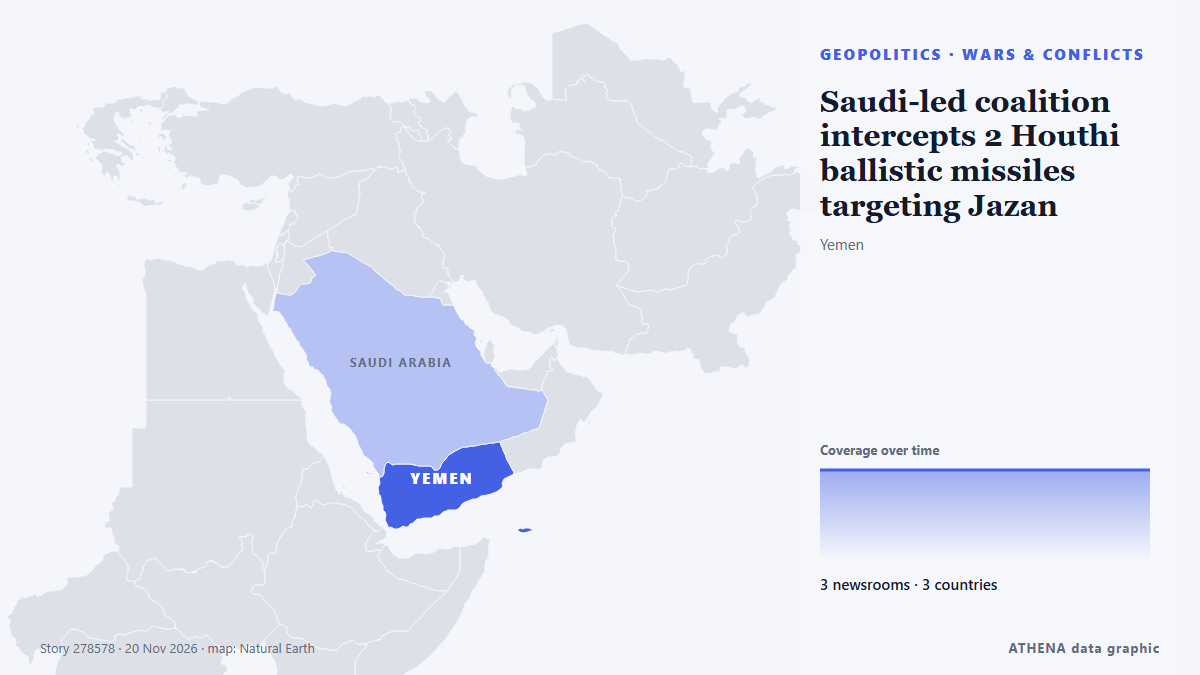 GEOPOLITICS · WARS & CONFLICTS
Saudi-led coalition
intercepts 2 Houthi
ballistic missiles
targeting Jazan
Yemen
SAUDI ARABIA
YEMEN
Coverage over time
3 newsrooms · 3 countries
Story 278578 · 20 Nov 2026 · map: Natural Earth
ATHENA data graphic